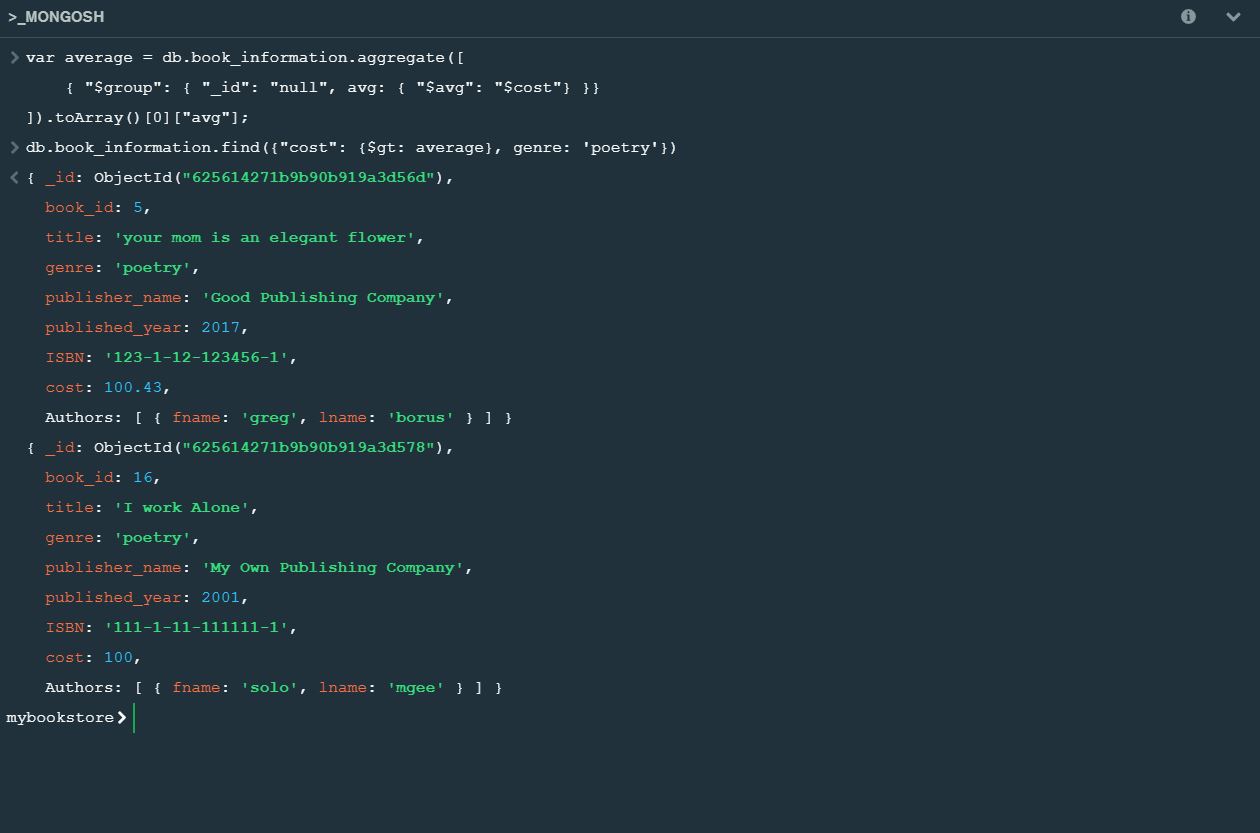 >_MONGOSH
> var average = db.book_information.aggregate([
{ "$group": { "_id": "null", avg: { "$avg": "$cost"} }}
]).toArray()[0]["avg"];
> db.book_information.find({"cost": {$gt: average}, genre: 'poetry'})
< { _id: ObjectId("625614271b9b90b919a3d56d"),
book_id: 5,
title: 'your mom is an elegant flower',
genre: 'poetry',
publisher_name: 'Good Publishing Company',
published_year: 2017,
ISBN: '123-1-12-123456-1',
cost: 100.43,
Authors: [ { fname: 'greg', lname: 'borus' } ] }
{ _id: ObjectId("625614271b9b90b919a3d578"),
book_id: 16,
title: 'I work Alone',
genre: 'poetry',
publisher_name: 'My Own Publishing Company',
published_year: 2001,
ISBN: '111-1-11-111111-1',
cost: 100,
Authors: [ { fname: 'solo', lname: 'mgee' } ] }
mybookstore>